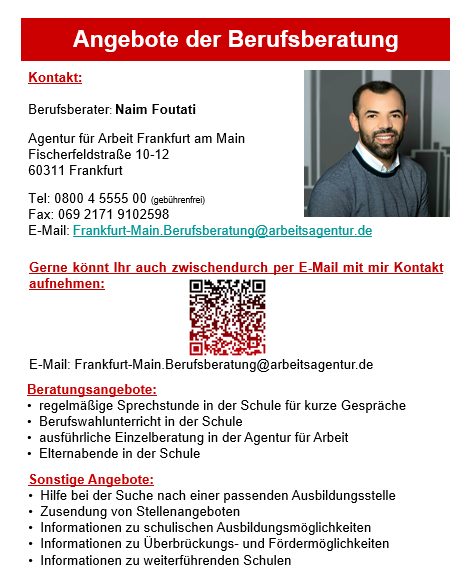 Angebote der Berufsberatung
Kontakt:
Berufsberater: Naim Foutati
Agentur für Arbeit Frankfurt am Main
Fischerfeldstraße 10-12
60311 Frankfurt
Tel: 0800 4 5555 00 (gebührenfrei)
Fax: 069 2171 9102598
E-Mail: Frankfurt-Main.Berufsberatung@arbeitsagentur.de
Gerne könnt Ihr auch zwischendurch per E-Mail mit mir Kontakt
aufnehmen:
E-Mail: Frankfurt-Main.Berufsberatung@arbeitsagentur.de
Beratungsangebote:
• regelmäßige Sprechstunde in der Schule für kurze Gespräche
• Berufswahlunterricht in der Schule
• ausführliche Einzelberatung in der Agentur für Arbeit
• Elternabende in der Schule
Sonstige Angebote:
• Hilfe bei der Suche nach einer passenden Ausbildungsstelle
• Zusendung von Stellenangeboten
• Informationen zu schulischen Ausbildungsmöglichkeiten
• Informationen zu Überbrückungs- und Fördermöglichkeiten
• Informationen zu weiterführenden Schulen